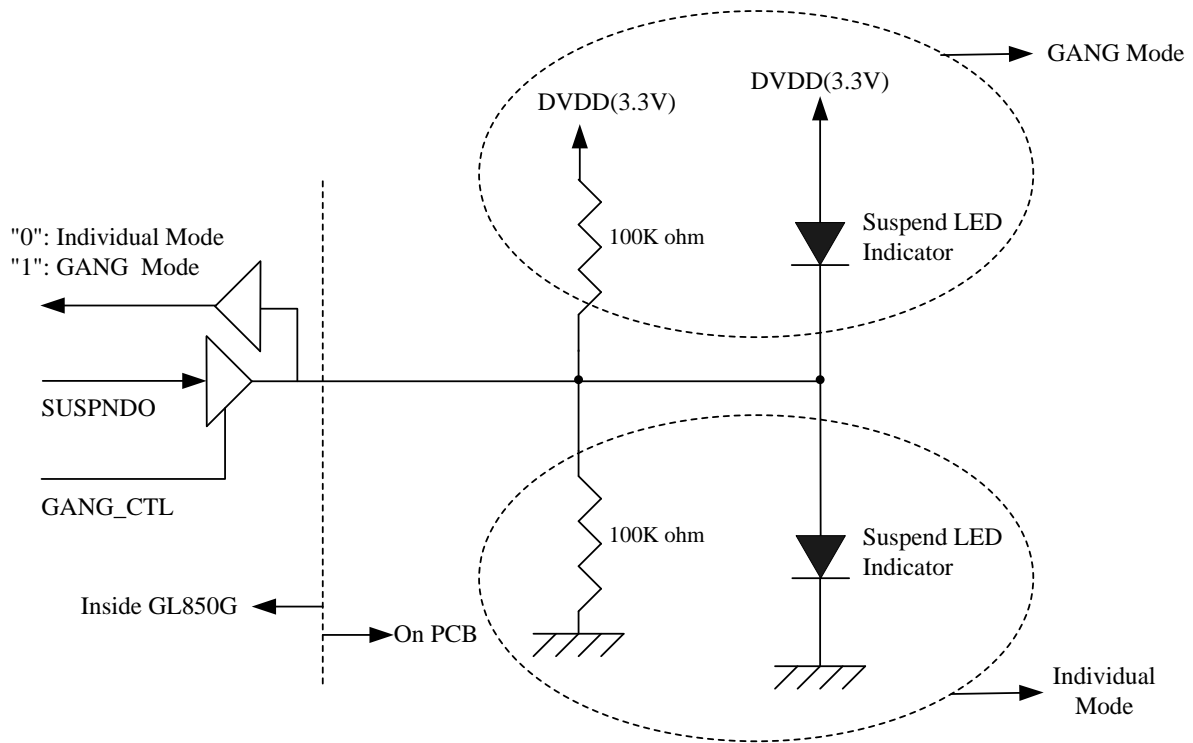 GANG Mode
DVDD(3.3V)
DVDD(3.3V)
"0": Individual Mode
"1": GANG Mode
100K ohm
Suspend LED
Indicator
SUSPNDO
GANG_CTL
100K ohm
Suspend LED
Indicator
Inside GL850G
On PCB
Individual
Mode